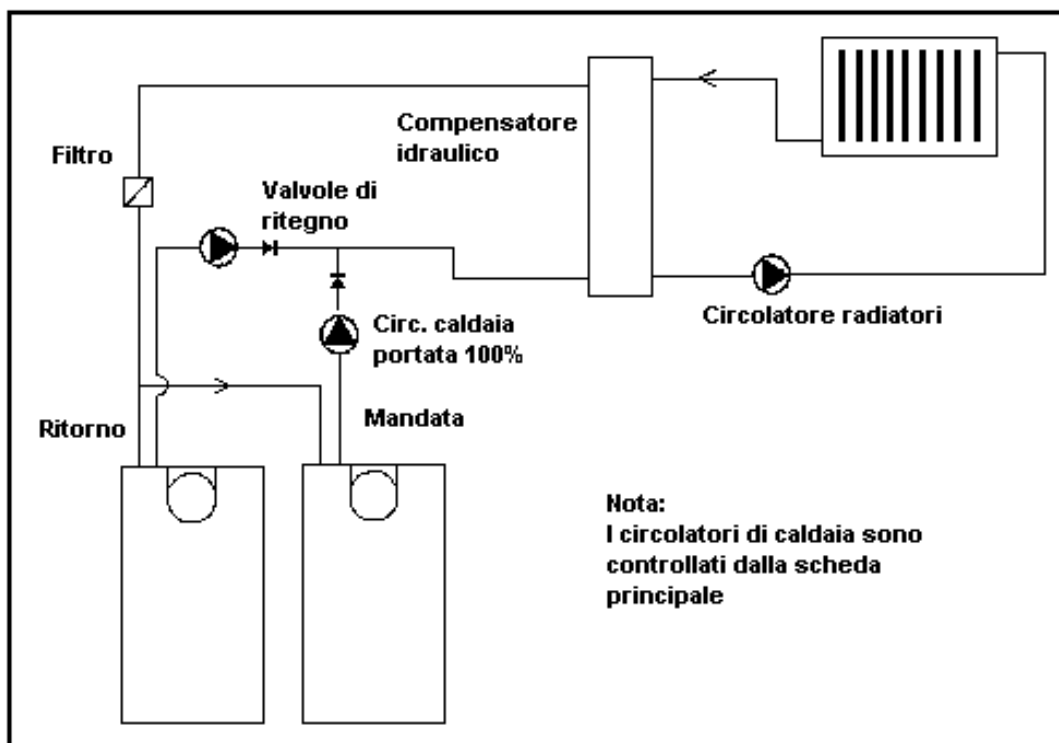 Compensatore
idraulico
Filtro
Valvole di
ritegno
Circolatore radiatori
Circ. caldaia
portata 100%
Ritorno
Mandata
Nota:
I circolatori di caldaia sono
controllati dalla scheda
principale